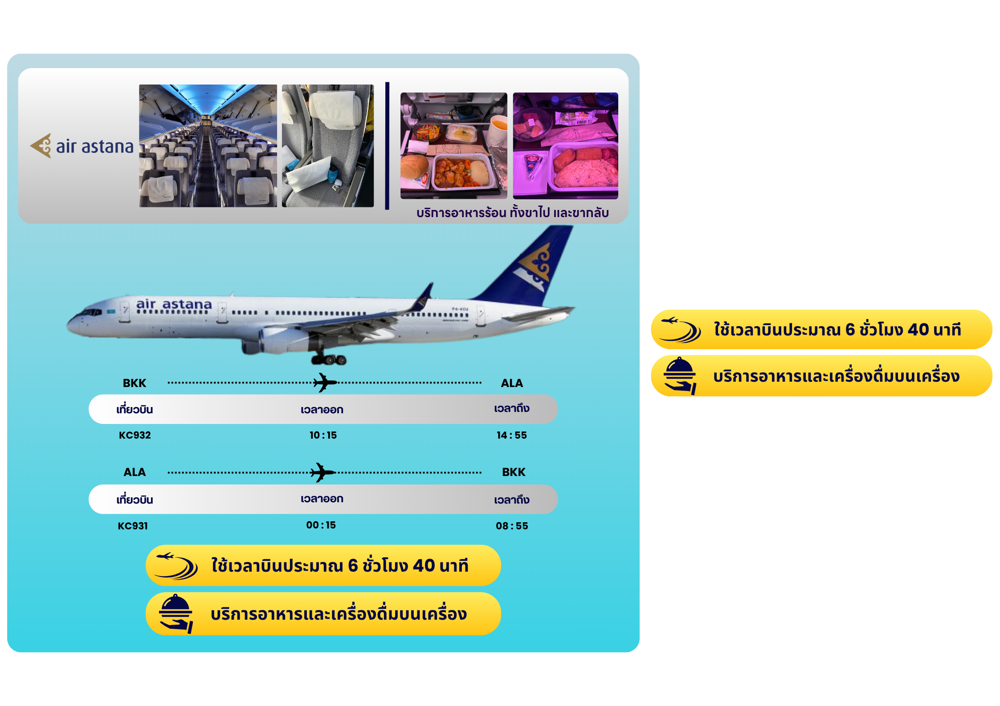 air astana
บริการอาหารร้อน ทั้งขาไป และขากลับ
air astana
BKK ALA
เที่ยวบิน เวลาออก เวลาถึง
KC932 10 : 15 14 : 55
ALA BKK
เที่ยวบิน เวลาออก เวลาถึง
KC931 00 : 15 08 : 55
ใช้เวลาบินประมาณ 6 ชั่วโมง 40 นาที
บริการอาหารและเครื่องดื่มบนเครื่อง
ใช้เวลาบินประมาณ 6 ชั่วโมง 40 นาที
บริการอาหารและเครื่องดื่มบนเครื่อง